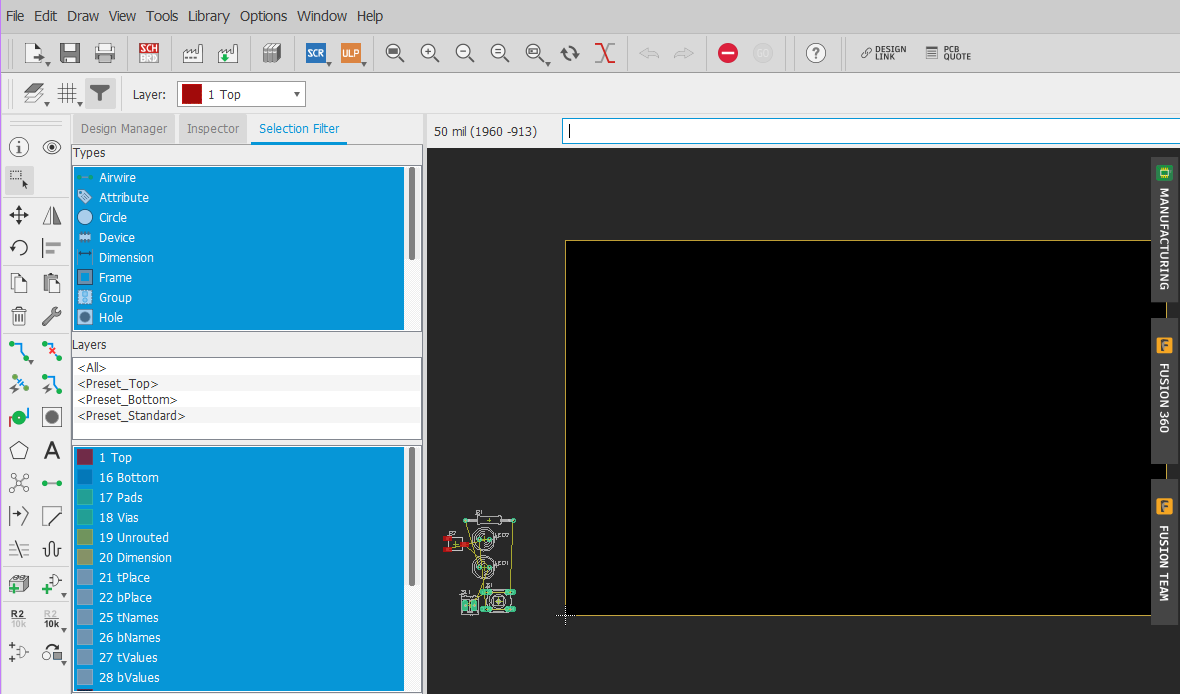 File Edit Draw View Tools Library Options Window Help
SCH
BRD
SCR
ULP
GO
DESIGN
LINK
PCB
QUOTE
Layer:
1 Top
Design Manager
Inspector
Selection Filter
50 mil (1960 -913)
Types
Airwire
Attribute
Circle
Device
Dimension
Frame
Group
Hole
Layers
<All>
<Preset_Top>
<Preset_Bottom>
<Preset_Standard>
1 Top
16 Bottom
17 Pads
18 Vias
19 Unrouted
20 Dimension
21 tPlace
22 bPlace
25 tNames
26 bNames
27 tValues
28 bValues
R2
10k
R2
10k
MANUFACTURING
F
FUSION 360
F
FUSION TEAM
LED2
LED1